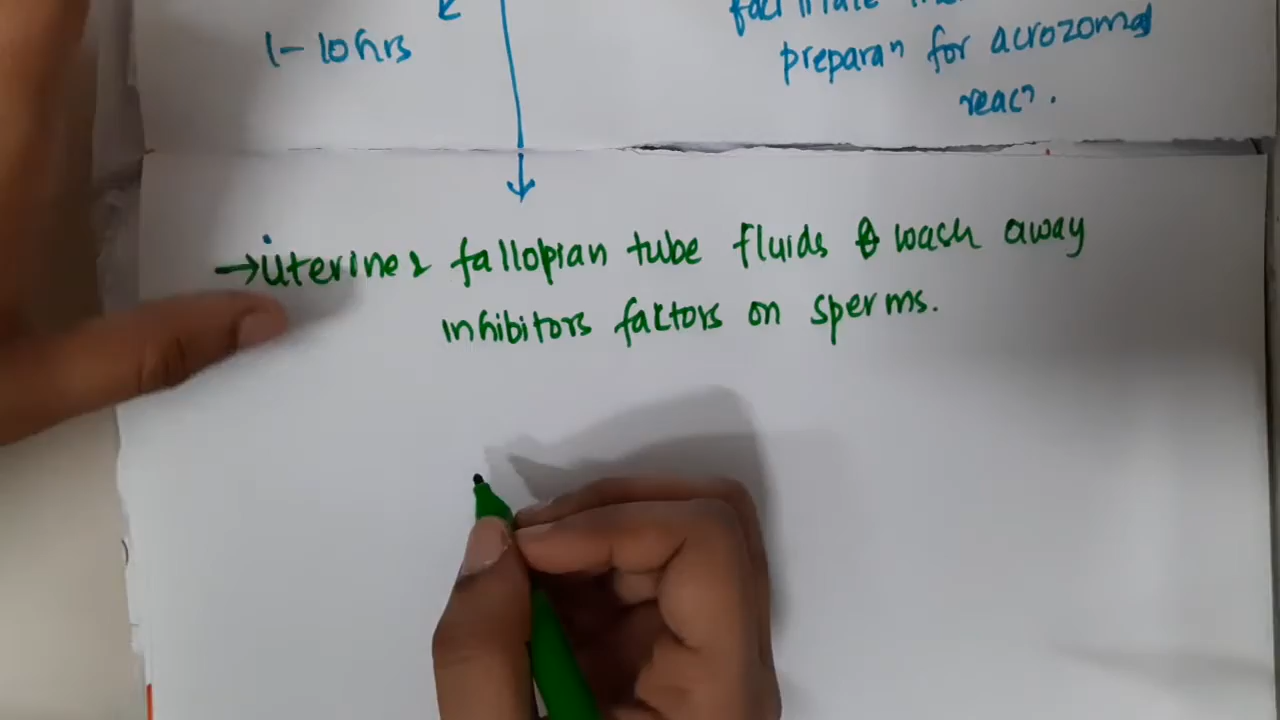 1-10hrs
preparaⁿ for acrozomal
reacⁿ.
→ uterine & fallopian tube fluids wash away
inhibitors factors on sperms.